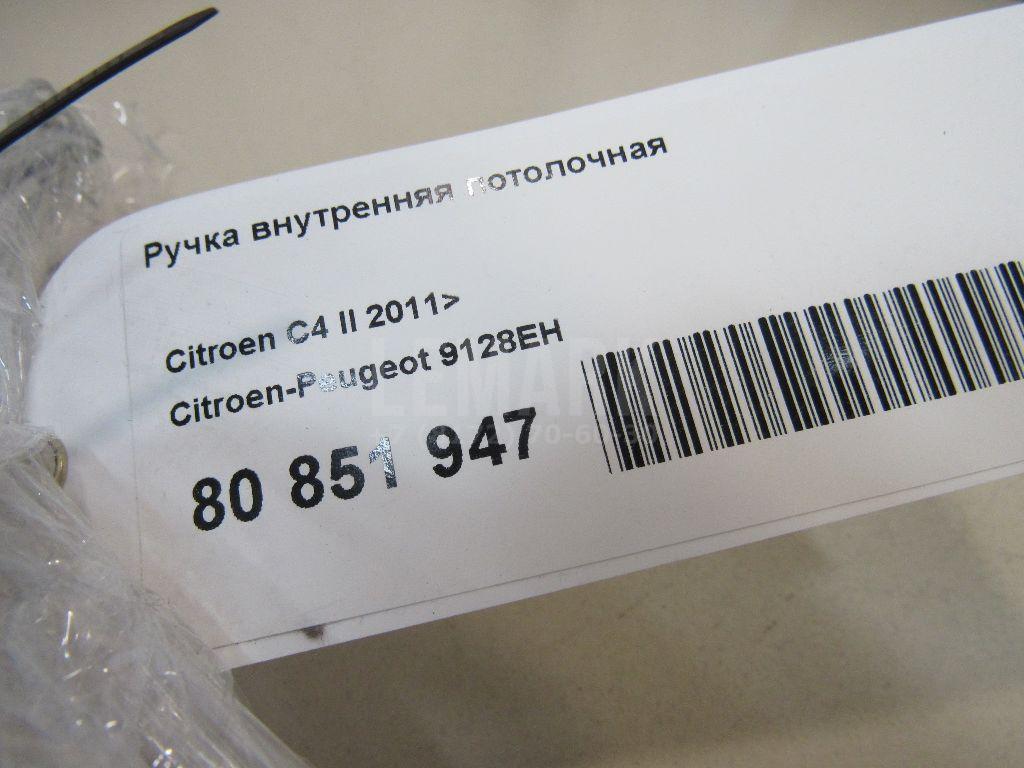 Ручка внутренняя потолочная
Citroen C4 II 2011>
Citroen-Peugeot 9128EH
80 851 947